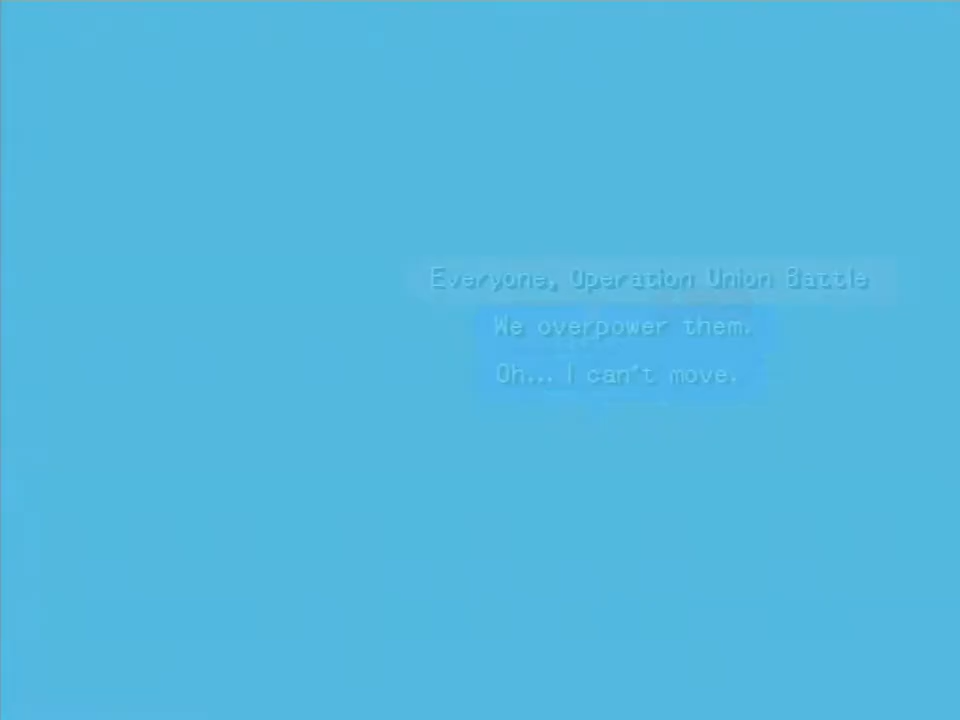 Everyone, Operation Union Battle
We overpower them.
Oh... I can't move.